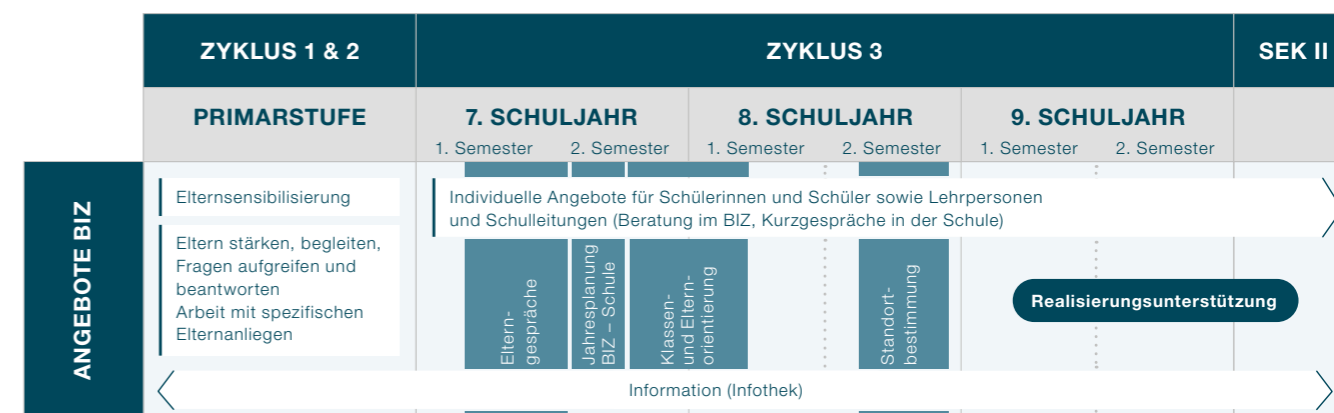 ZYKLUS 1 & 2
ZYKLUS 3
SEK II
PRIMARSTUFE
7. SCHULJAHR
8. SCHULJAHR
9. SCHULJAHR
1. Semester
2. Semester
1. Semester
2. Semester
1. Semester
2. Semester
ANGEBOTE BIZ
Elternsensibilisierung
Eltern stärken, begleiten,
Fragen aufgreifen und
beantworten
Arbeit mit spezifischen
Elternanliegen
Individuelle Angebote für Schülerinnen und Schüler sowie Lehrpersonen
und Schulleitungen (Beratung im BIZ, Kurzgespräche in der Schule)
Eltern-
gespräche
Jahresplanung
BIZ – Schule
Klassen-
und Eltern-
orientierung
Standort-
bestimmung
Realisierungsunterstützung
Information (Infothek)